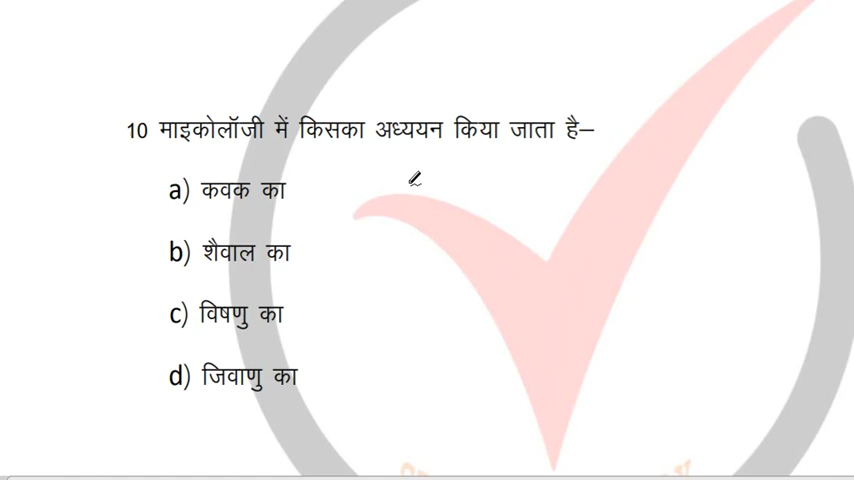 10 माइकोलॉजी में किसका अध्ययन किया जाता है–
a) कवक का
b) शैवाल का
c) विषणु का
d) जिवाणु का